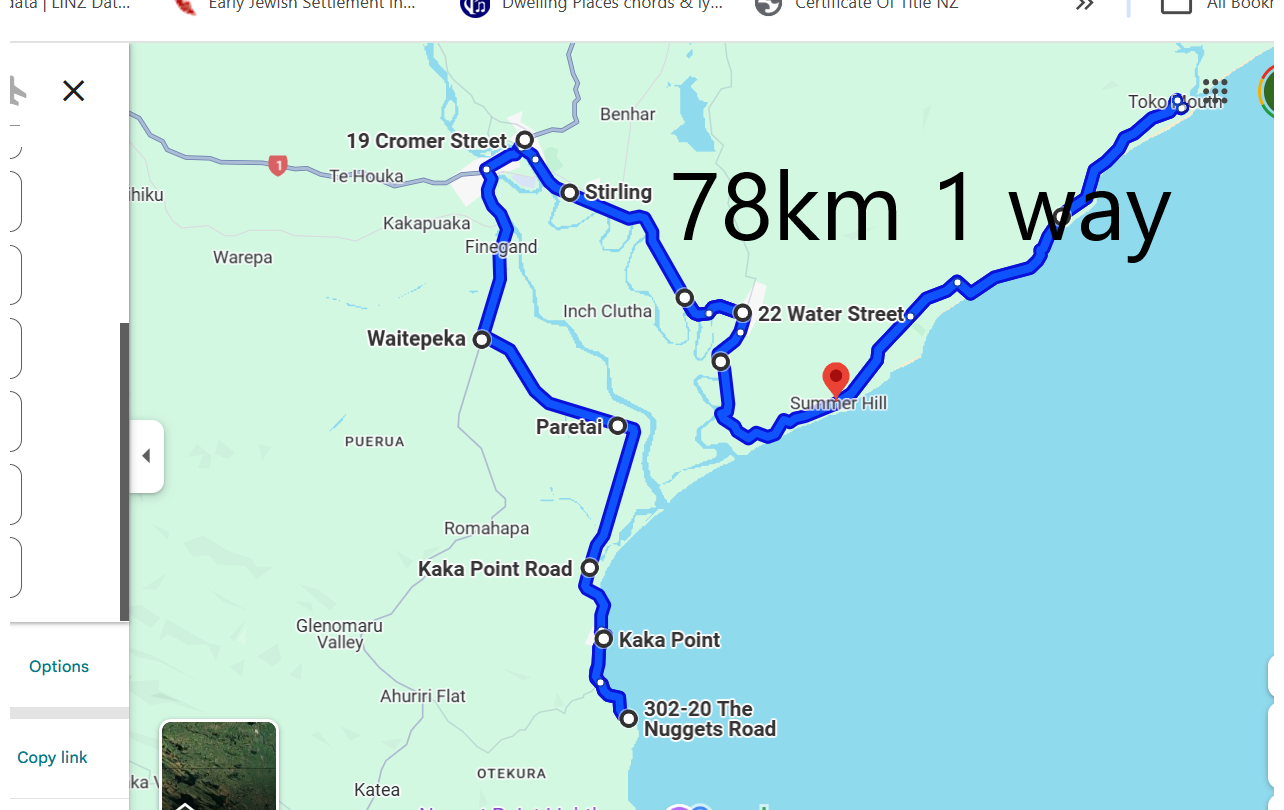 data | LINZ Dat...
Early Jewish Settlement in...
Dwelling Places chords & ly...
Certificate Of Title NZ
»
All Bookm
Toko Mouth
Benhar
19 Cromer Street
1
Te Houka
Stirling
78km 1 way
ihiku
Kakapuaka
Finegand
Warepa
Inch Clutha
22 Water Street
Waitepeka
Summer Hill
Paretai
PUERUA
Romahapa
Kaka Point Road
Glenomaru
Valley
Kaka Point
Options
Ahuriri Flat
302-20 The
Nuggets Road
Copy link
OTEKURA
Katea